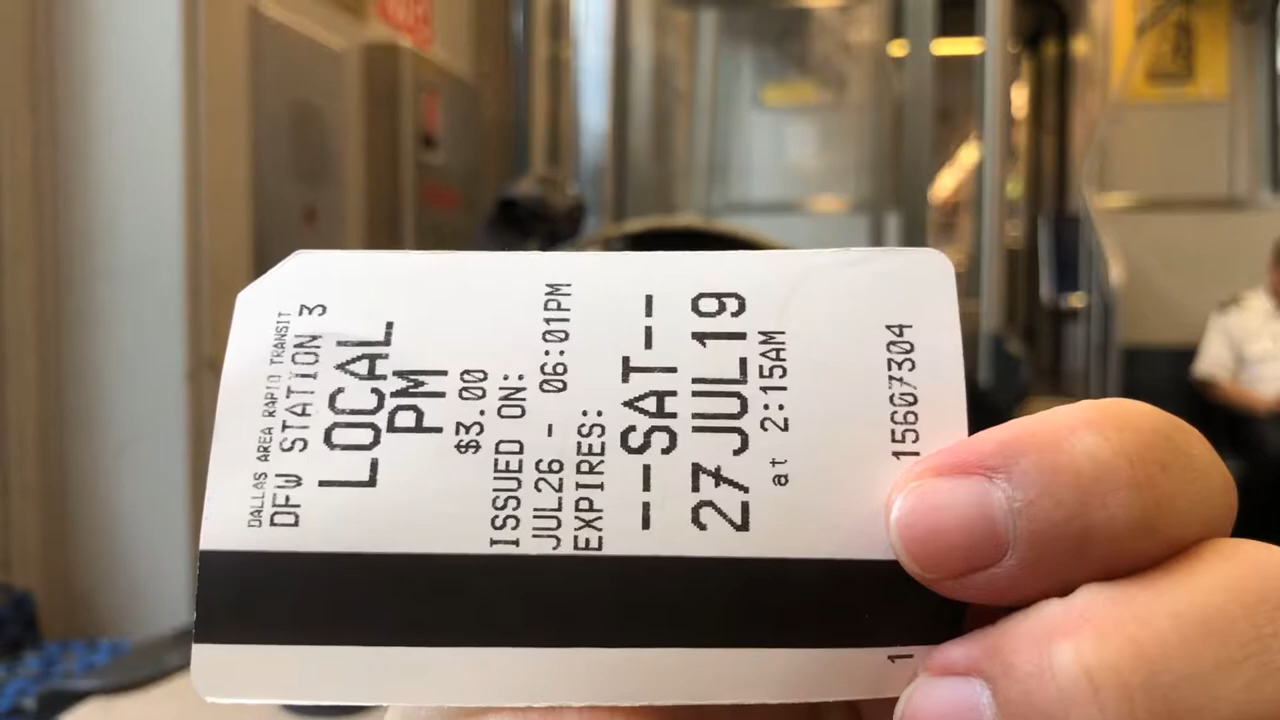 DALLAS AREA RAPID TRANSIT
DFW STATION 3
LOCAL
PM
$3.00
ISSUED ON:
JUL26 - 06:01PM
EXPIRES:
--SAT--
27JUL19
at 2:15AM
15607304
1